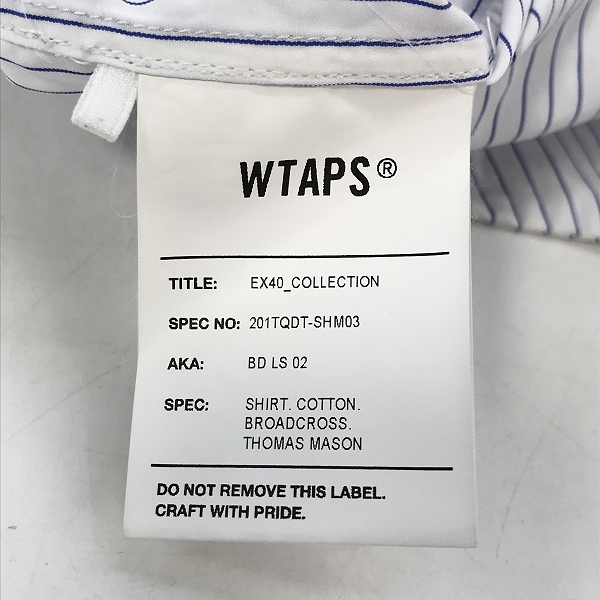 WTAPS®
TITLE: EX40_COLLECTION
SPEC NO: 201TQDT-SHM03
AKA: BD LS 02
SPEC: SHIRT. COTTON.
BROADCROSS.
THOMAS MASON
DO NOT REMOVE THIS LABEL.
CRAFT WITH PRIDE.